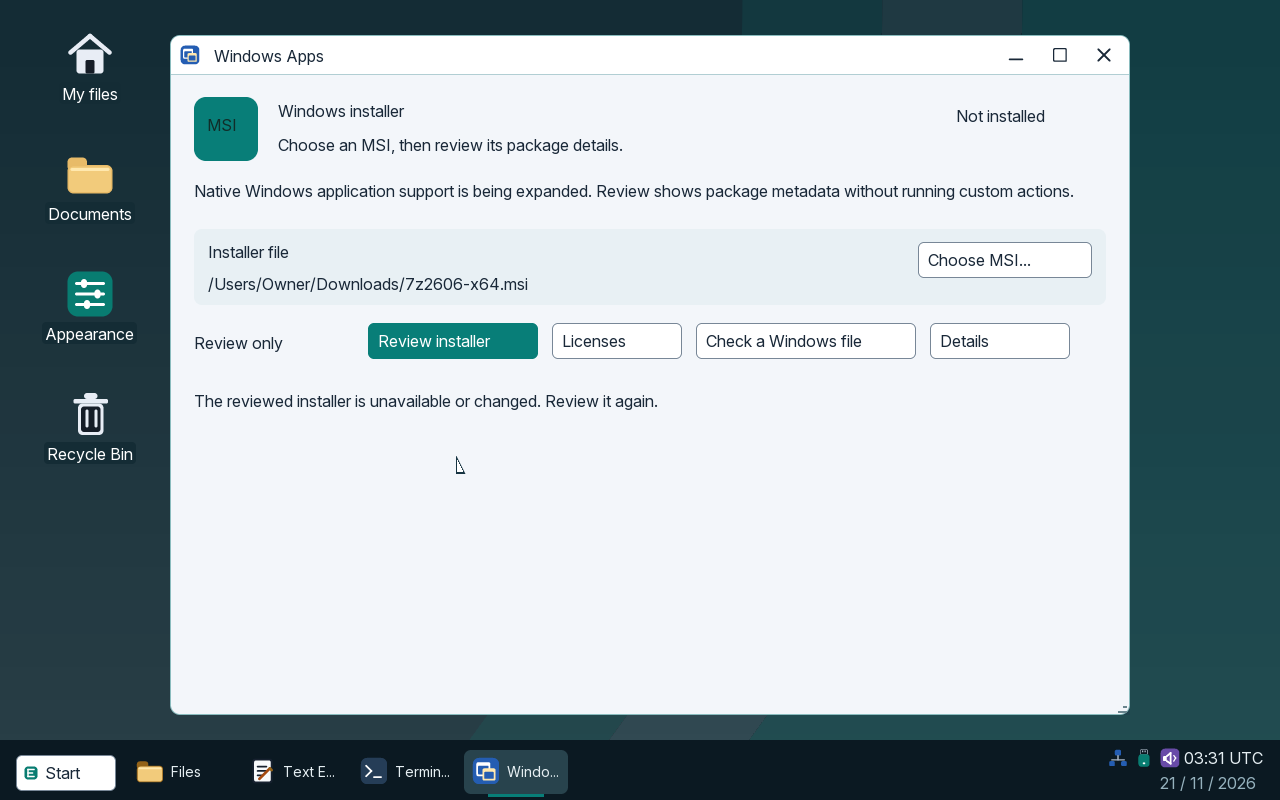 My files
Documents
Appearance
Recycle Bin
Windows Apps
MSI
Windows installer
Not installed
Choose an MSI, then review its package details.
Native Windows application support is being expanded. Review shows package metadata without running custom actions.
Installer file
Choose MSI...
/Users/Owner/Downloads/7z2606-x64.msi
Review only
Review installer
Licenses
Check a Windows file
Details
The reviewed installer is unavailable or changed. Review it again.
Start
Files
Text E...
Termin...
Windo...
03:31 UTC
21 / 11 / 2026